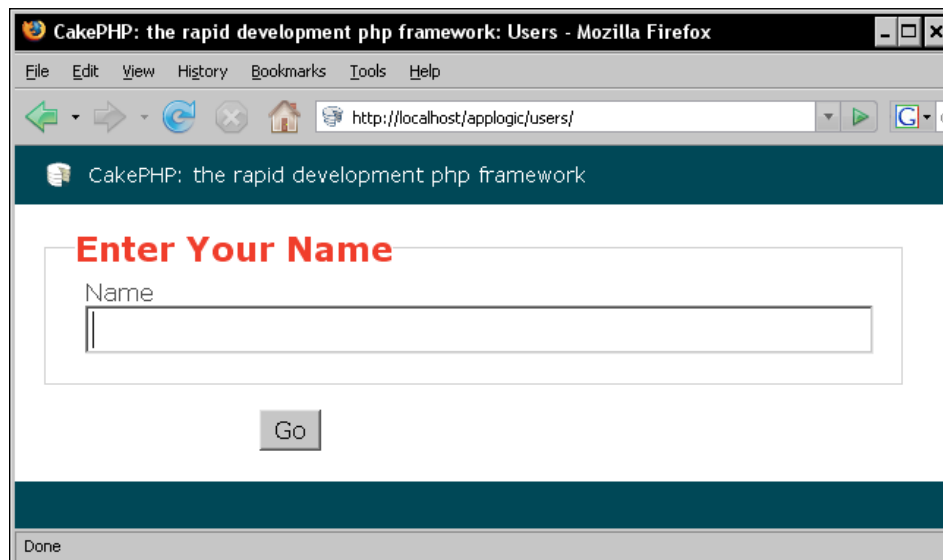 CakePHP: the rapid development php framework: Users - Mozilla Firefox
File Edit View History Bookmarks Tools Help
http://localhost/applogic/users/ G
CakePHP: the rapid development php framework
Enter Your Name
Name
Go
Done